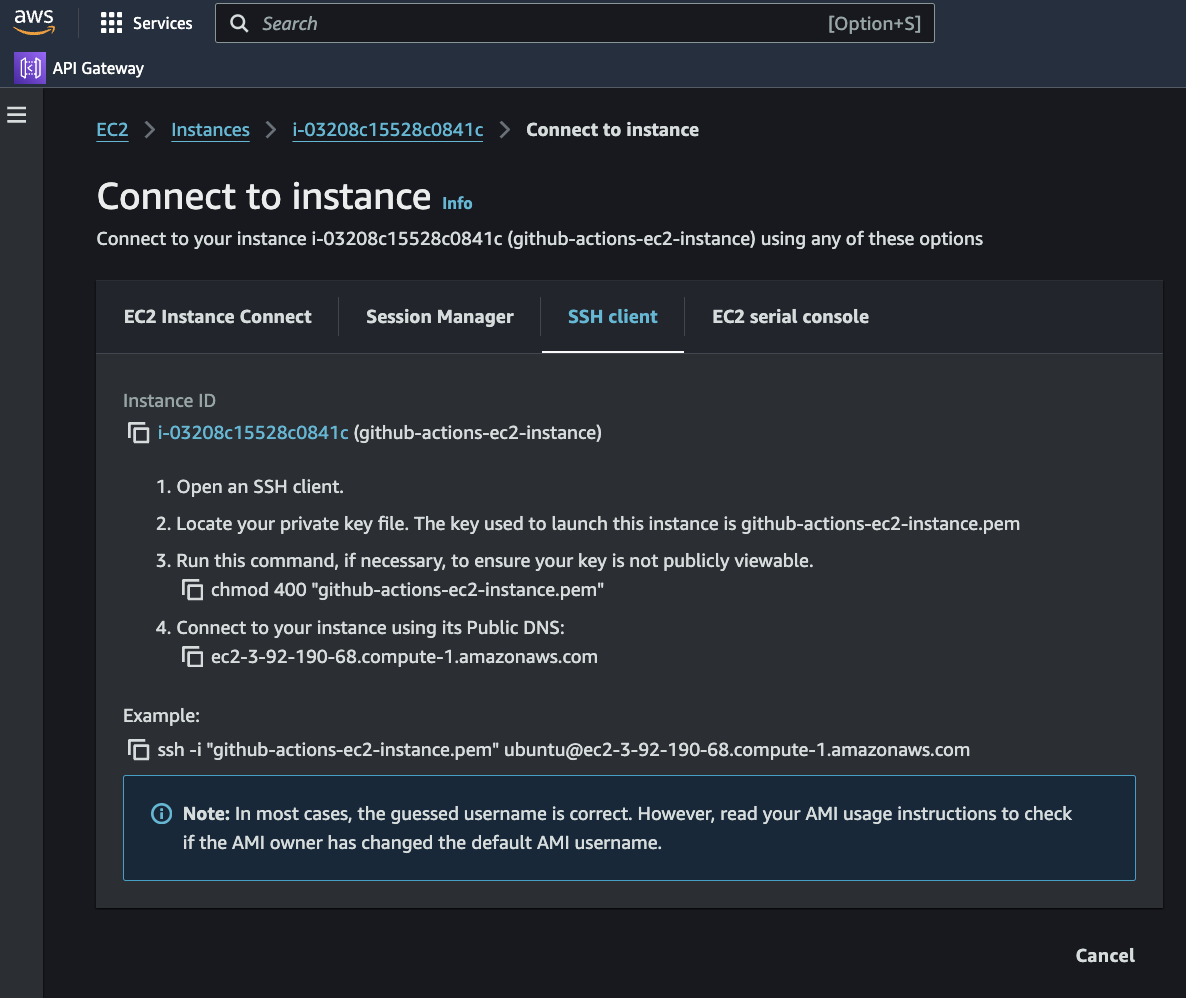 aws
Services
Search
[Option+S]
API Gateway
EC2 > Instances > i-03208c15528c0841c > Connect to instance
Connect to instance Info
Connect to your instance i-03208c15528c0841c (github-actions-ec2-instance) using any of these options
EC2 Instance Connect
Session Manager
SSH client
EC2 serial console
Instance ID
i-03208c15528c0841c (github-actions-ec2-instance)
1. Open an SSH client.
2. Locate your private key file. The key used to launch this instance is github-actions-ec2-instance.pem
3. Run this command, if necessary, to ensure your key is not publicly viewable.
chmod 400 "github-actions-ec2-instance.pem"
4. Connect to your instance using its Public DNS:
ec2-3-92-190-68.compute-1.amazonaws.com
Example:
ssh -i "github-actions-ec2-instance.pem" ubuntu@ec2-3-92-190-68.compute-1.amazonaws.com
Note: In most cases, the guessed username is correct. However, read your AMI usage instructions to check
if the AMI owner has changed the default AMI username.
Cancel